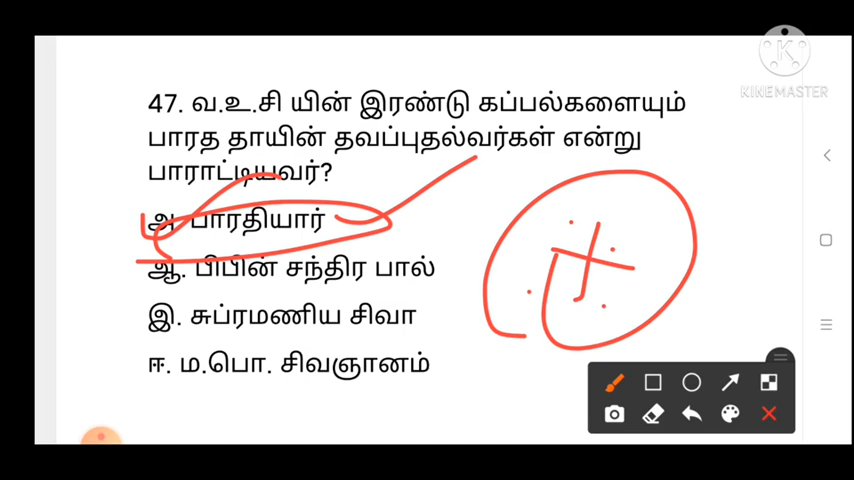 KINEMASTER
47. வ.உ.சி யின் இரண்டு கப்பல்களையும்
பாரத தாயின் தவப்புதல்வர்கள் என்று
பாராட்டியவர்?
அ. பாரதியார்
ஆ. பிபின் சந்திர பால்
இ. சுப்ரமணிய சிவா
ஈ. ம.பொ. சிவஞானம்